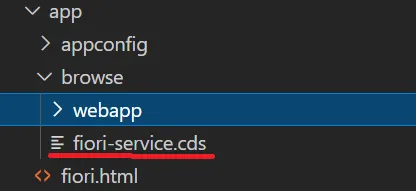 app
appconfig
browse
webapp
fiori-service.cds
fiori.html